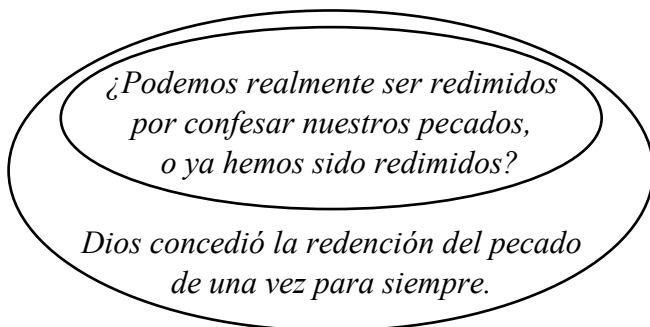 ¿Podemos realmente ser redimidos
por confesar nuestros pecados,
o ya hemos sido redimidos?
Dios concedió la redención del pecado
de una vez para siempre.